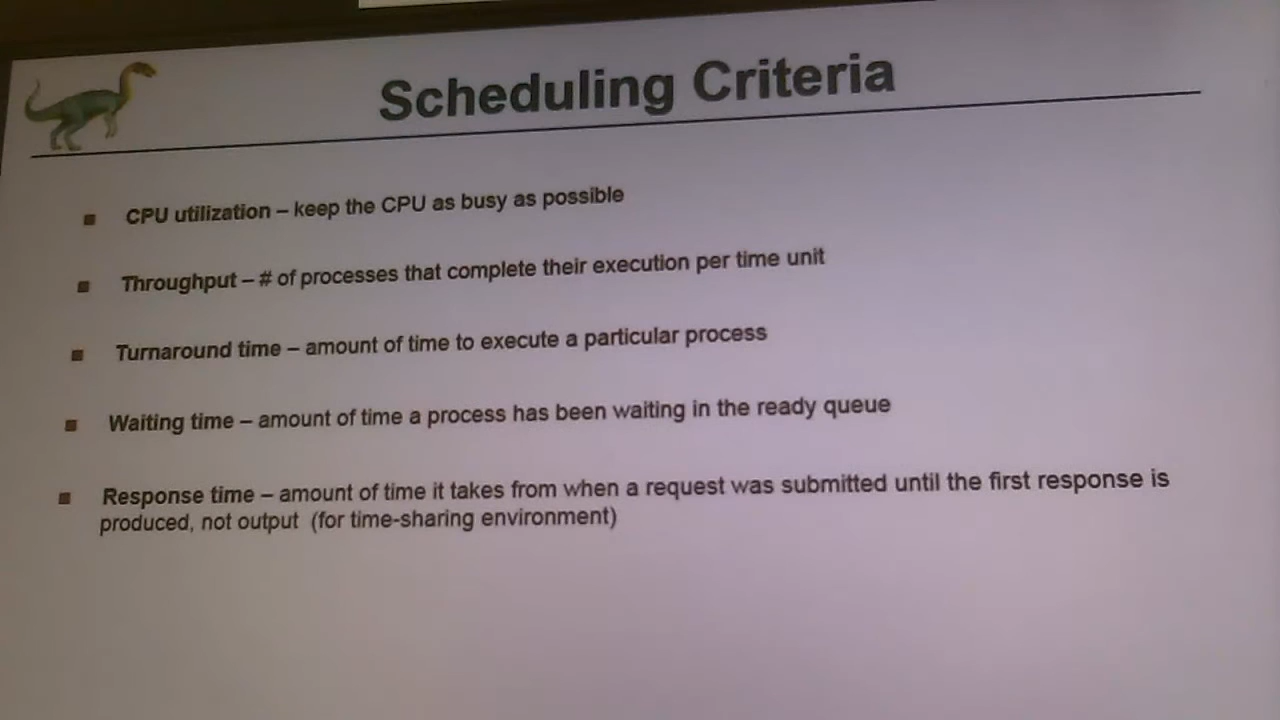 Scheduling Criteria
CPU utilization – keep the CPU as busy as possible
Throughput – # of processes that complete their execution per time unit
Turnaround time – amount of time to execute a particular process
Waiting time – amount of time a process has been waiting in the ready queue
Response time – amount of time it takes from when a request was submitted until the first response is
produced, not output (for time-sharing environment)